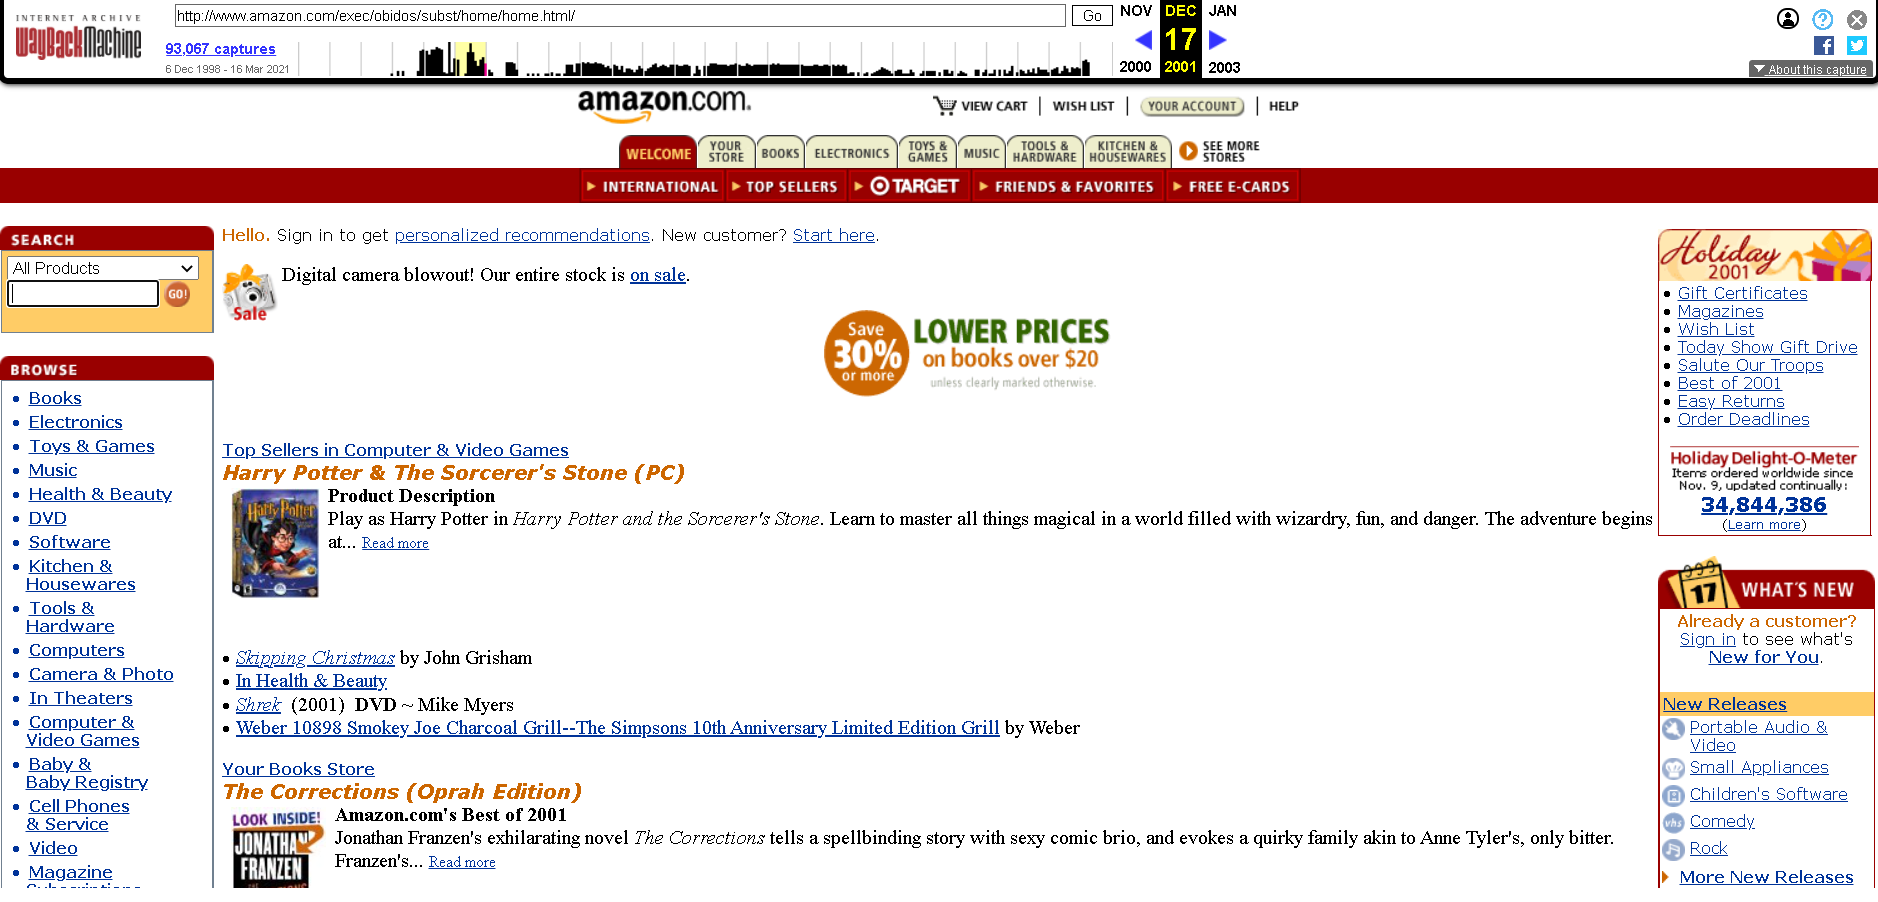 INTERNET ARCHIVE
WayBackMachine
http://www.amazon.com/exec/obidos/subst/home/home.html/
Go
NOV DEC JAN
93,067 captures
17
6 Dec 1998 - 16 Mar 2021
2000 2001 2003
About this capture
amazon.com.
VIEW CART | WISH LIST | YOUR ACCOUNT | HELP
WELCOME
YOUR STORE
BOOKS
ELECTRONICS
TOYS & GAMES
MUSIC
TOOLS & HARDWARE
KITCHEN & HOUSEWARES
SEE MORE STORES
INTERNATIONAL
TOP SELLERS
TARGET
FRIENDS & FAVORITES
FREE E-CARDS
SEARCH
All Products
GO!
BROWSE
• Books
• Electronics
• Toys & Games
• Music
• Health & Beauty
• DVD
• Software
• Kitchen &
Housewares
• Tools &
Hardware
• Computers
• Camera & Photo
• In Theaters
• Computer &
Video Games
• Baby &
Baby Registry
• Cell Phones
& Service
• Video
• Magazine
Subscriptions
Hello. Sign in to get personalized recommendations. New customer? Start here.
Sale
Digital camera blowout! Our entire stock is on sale.
Save
30%
or more
LOWER PRICES
on books over $20
unless clearly marked otherwise.
Top Sellers in Computer & Video Games
Harry Potter & The Sorcerer's Stone (PC)
Harry Potter
Product Description
Play as Harry Potter in Harry Potter and the Sorcerer's Stone. Learn to master all things magical in a world filled with wizardry, fun, and danger. The adventure begins
at... Read more
• Skipping Christmas by John Grisham
• In Health & Beauty
• Shrek (2001) DVD ~ Mike Myers
• Weber 10898 Smokey Joe Charcoal Grill--The Simpsons 10th Anniversary Limited Edition Grill by Weber
Your Books Store
The Corrections (Oprah Edition)
LOOK INSIDE!
JONATHAN
FRANZEN
Amazon.com's Best of 2001
Jonathan Franzen's exhilarating novel The Corrections tells a spellbinding story with sexy comic brio, and evokes a quirky family akin to Anne Tyler's, only bitter.
Franzen's... Read more
Holiday
2001
• Gift Certificates
• Magazines
• Wish List
• Today Show Gift Drive
• Salute Our Troops
• Best of 2001
• Easy Returns
• Order Deadlines
Holiday Delight-O-Meter
Items ordered worldwide since
Nov. 9, updated continually:
34,844,386
(Learn more)
17
WHAT'S NEW
Already a customer?
Sign in to see what's
New for You.
New Releases
Portable Audio &
Video
Small Appliances
Children's Software
vhs Comedy
Rock
More New Releases